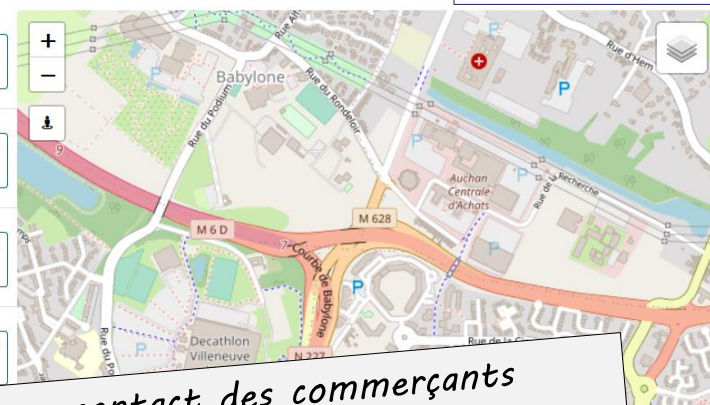 +
−
Babylone
Rue du Podium
Rue du Rondeloir
Rue d'Hem
P
P
P
P
9
M 6 D
7
M 628
Auchan
Centrale
d'Achats
Rue de la Recherche
Courbe de Babylone
P
P
P
Decathlon
Villeneuve
N 227
des commerçants